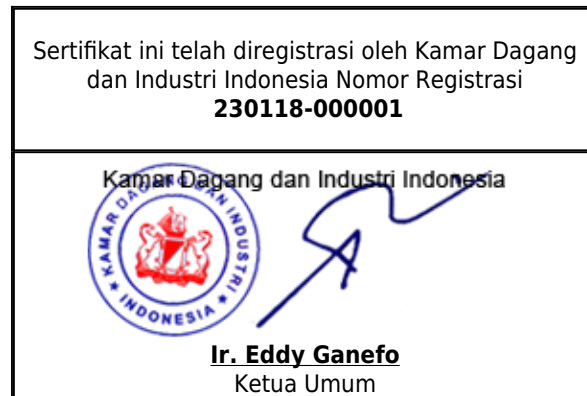 Sertifikat ini telah diregistrasi oleh Kamar Dagang
dan Industri Indonesia Nomor Registrasi
230118-000001
Kamar Dagang dan Industri Indonesia
KAMAR DAGANG DAN INDUSTRI
* INDONESIA *
Ir. Eddy Ganefo
Ketua Umum